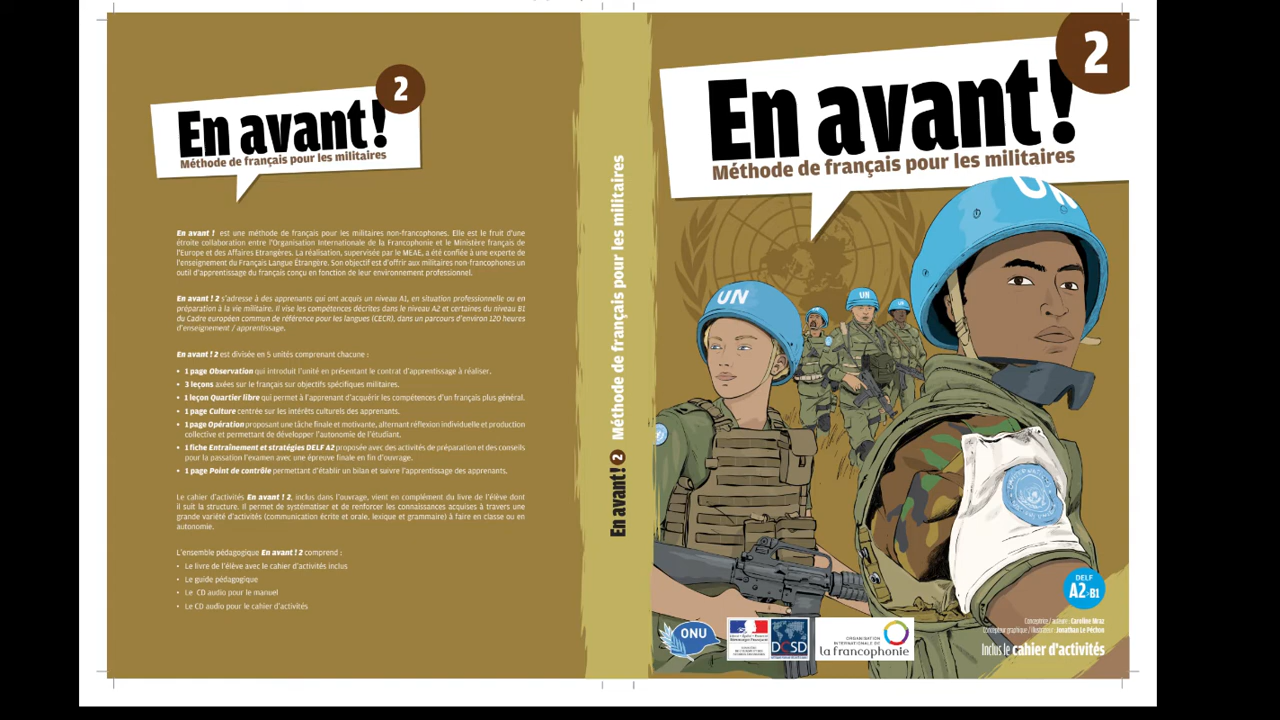 En avant !
2
Méthode de français pour les militaires
En avant ! est une méthode de français pour les militaires non-francophones. Elle est le fruit d'une
étroite collaboration entre l'Organisation Internationale de la Francophonie et le Ministère français de
l'Europe et des Affaires Etrangères. La réalisation, supervisée par le MEAE, a été confiée à une experte de
l'enseignement du Français Langue Étrangère. Son objectif est d'offrir aux militaires non-francophones un
outil d'apprentissage du français conçu en fonction de leur environnement professionnel.
En avant ! 2 s'adresse à des apprenants qui ont acquis un niveau A1, en situation professionnelle ou en
préparation à la vie militaire. Il vise les compétences décrites dans le niveau A2 et certaines du niveau B1
du Cadre européen commun de référence pour les langues (CECR), dans un parcours d'environ 120 heures
d'enseignement / apprentissage.
En avant ! 2 est divisée en 5 unités comprenant chacune :
• 1 page Observation qui introduit l'unité en présentant le contrat d'apprentissage à réaliser.
• 3 leçons axées sur le français sur objectifs spécifiques militaires.
• 1 leçon Quartier libre qui permet à l'apprenant d'acquérir les compétences d'un français plus général.
• 1 page Culture centrée sur les intérêts culturels des apprenants.
• 1 page Opération proposant une tâche finale et motivante, alternant réflexion individuelle et production
collective et permettant de développer l'autonomie de l'étudiant.
• 1 fiche Entraînement et stratégies DELF A2 proposée avec des activités de préparation et des conseils
pour la passation l'examen avec une épreuve finale en fin d'ouvrage.
• 1 page Point de contrôle permettant d'établir un bilan et suivre l'apprentissage des apprenants.
Le cahier d'activités En avant ! 2, inclus dans l'ouvrage, vient en complément du livre de l'élève dont
il suit la structure. Il permet de systématiser et de renforcer les connaissances acquises à travers une
grande variété d'activités (communication écrite et orale, lexique et grammaire) à faire en classe ou en
autonomie.
L'ensemble pédagogique En avant ! 2 comprend :
• Le livre de l'élève avec le cahier d'activités inclus
• Le guide pédagogique
• Le CD audio pour le manuel
• Le CD audio pour le cahier d'activités
En avant ! 2 Méthode de français pour les militaires
2
En avant !
Méthode de français pour les militaires
UN
UN
UN
UN
DELF
A2>B1
Conceptrice / auteure : Caroline Mraz
Concepteur graphique / illustrateur : Jonathan Le Péchon
Inclus le cahier d'activités
ONU
DCSD
ORGANISATION
INTERNATIONALE DE
la francophonie